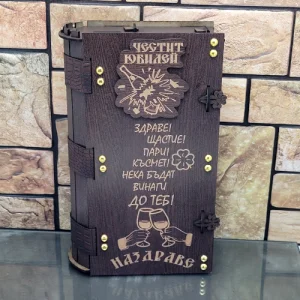 ЧЕСТИТ
ЮБИЛЕЙ
ЗДРАВЕ!
ЩАСТИЕ!
ПАРИ!
КЪСМЕТ!
НЕКА БЪДАТ
ВИНАГИ
ДО ТЕБ!
НАЗДРАВЕ